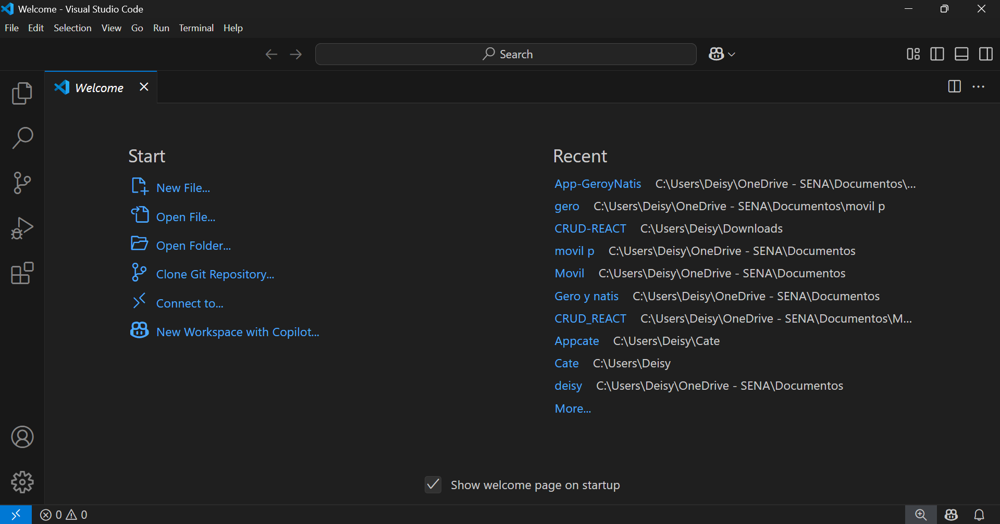 Welcome - Visual Studio Code
File Edit Selection View Go Run Terminal Help
Search
Welcome
Start
New File...
Open File...
Open Folder...
Clone Git Repository...
Connect to...
New Workspace with Copilot...
Recent
App-GeroyNatis C:\Users\Deisy\OneDrive - SENA\Documentos\...
gero C:\Users\Deisy\OneDrive - SENA\Documentos\movil p
CRUD-REACT C:\Users\Deisy\Downloads
movil p C:\Users\Deisy\OneDrive - SENA\Documentos
Movil C:\Users\Deisy\OneDrive - SENA\Documentos
Gero y natis C:\Users\Deisy\OneDrive - SENA\Documentos
CRUD_REACT C:\Users\Deisy\OneDrive - SENA\Documentos\M...
Appcate C:\Users\Deisy\Cate
Cate C:\Users\Deisy
deisy C:\Users\Deisy\OneDrive - SENA\Documentos
More...
Show welcome page on startup
0 0